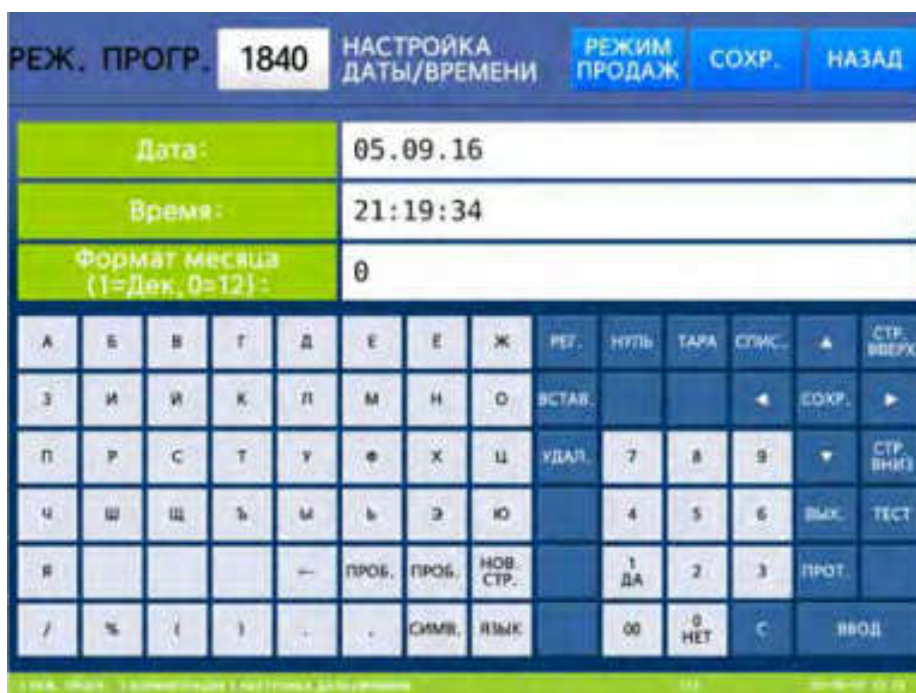 РЕЖ. ПРОГР. 1840 НАСТРОЙКА ДАТЫ/ВРЕМЕНИ РЕЖИМ ПРОДАЖ СОХР. НАЗАД
Дата: 05.09.16
Время: 21:19:34
Формат месяца (1=Дек,0=12): 0
А Б В Г Д Е Ё Ж РЕГ. НУЛЬ ТАРА СПИС. ▲ СТР. ВВЕРХ
З И Й К Л М Н О ВСТАВ. ◄ СОХР. ►
П Р С Т У Ф Х Ц УДАЛ. 7 8 9 ▼ СТР. ВНИЗ
Ч Ш Щ Ъ Ы Ь Э Ю 4 5 6 ВЫХ. ТЕСТ
Я ← ПРОБ. ПРОБ. НОВ. СТР. 1 ДА 2 3 ПРОТ.
/ % ( ) СИМВ. ЯЗЫК 00 0 НЕТ C ВВОД